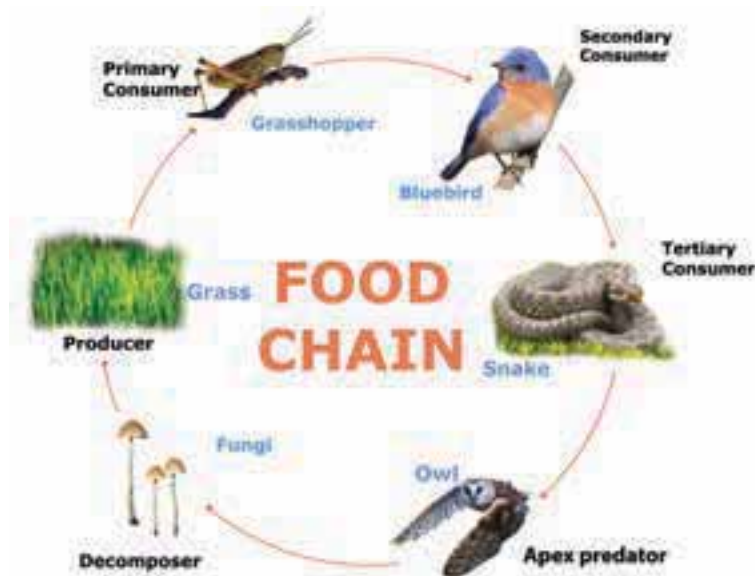 Primary
Consumer
Grasshopper
Secondary
Consumer
Bluebird
Tertiary
Consumer
Snake
Owl
Apex predator
Fungi
Decomposer
Grass
Producer
FOOD
CHAIN